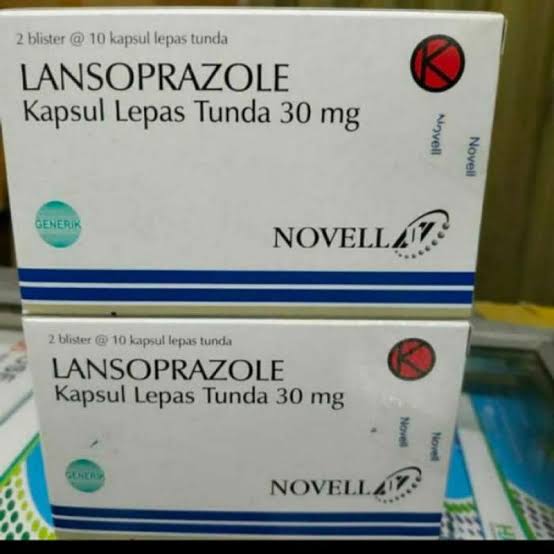 2 blister @ 10 kapsul lepas tunda
LANSOPRAZOLE
Kapsul Lepas Tunda 30 mg
K
Novell
Novell
GENERIK
NOVELL
2 blister @ 10 kapsul lepas tunda
LANSOPRAZOLE
Kapsul Lepas Tunda 30 mg
K
Novell
Novell
GENERIK
NOVELL